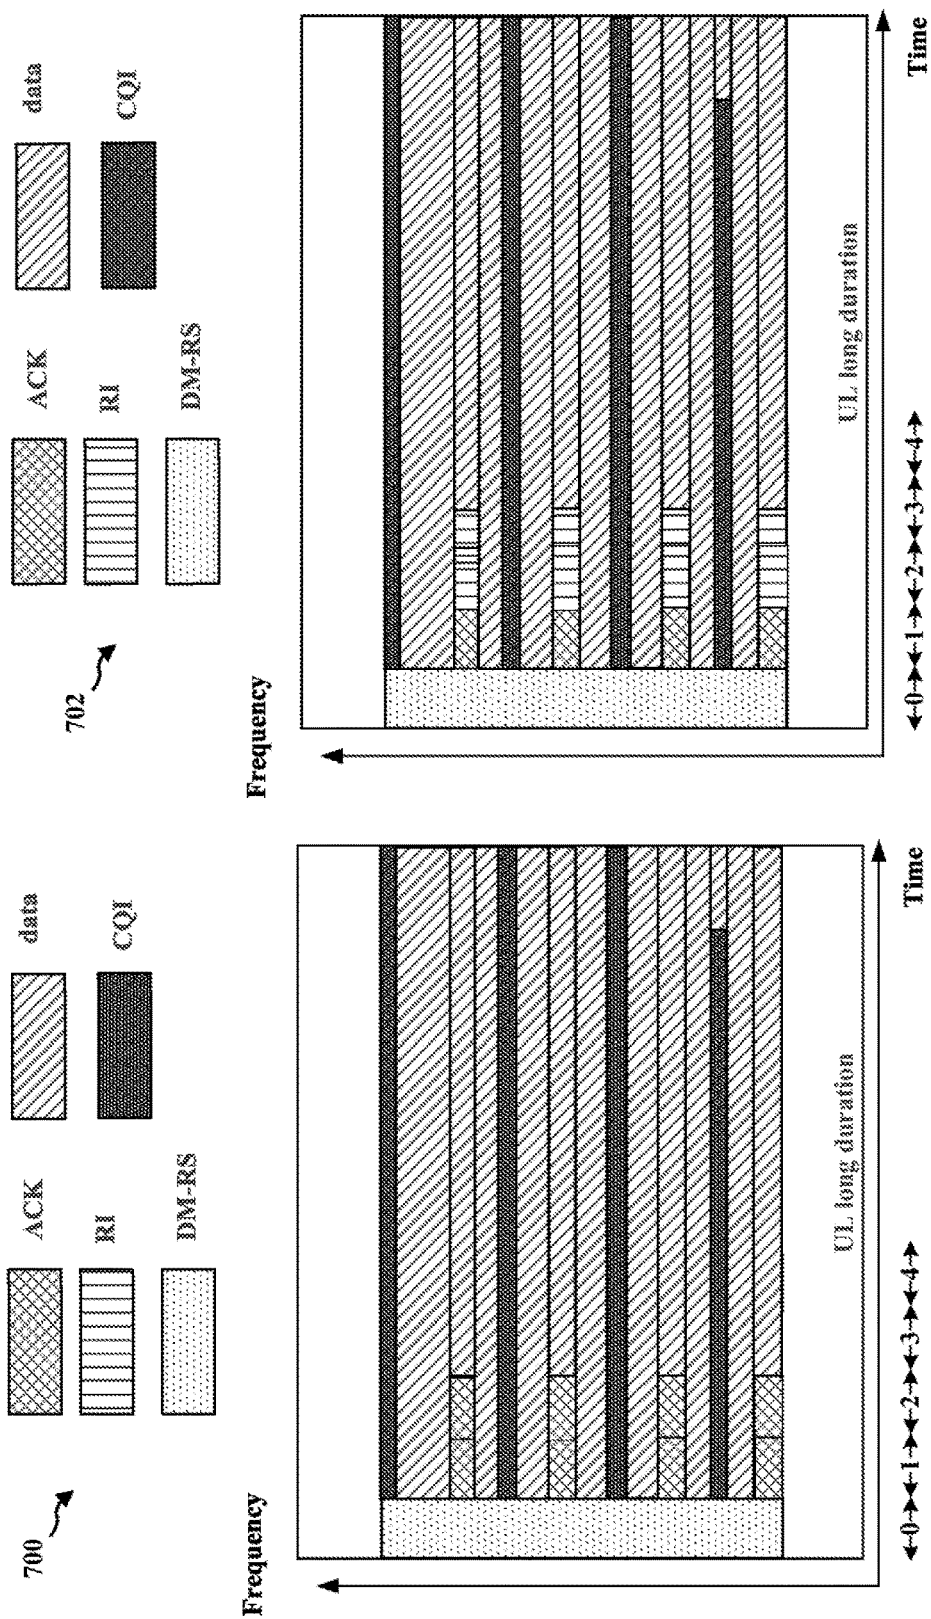 702
ACK
data
RI
CQI
DM-RS
Frequency
UL long duration
0 1 2 3 4
Time
700
ACK
data
RI
CQI
DM-RS
Frequency
UL long duration
0 1 2 3 4
Time